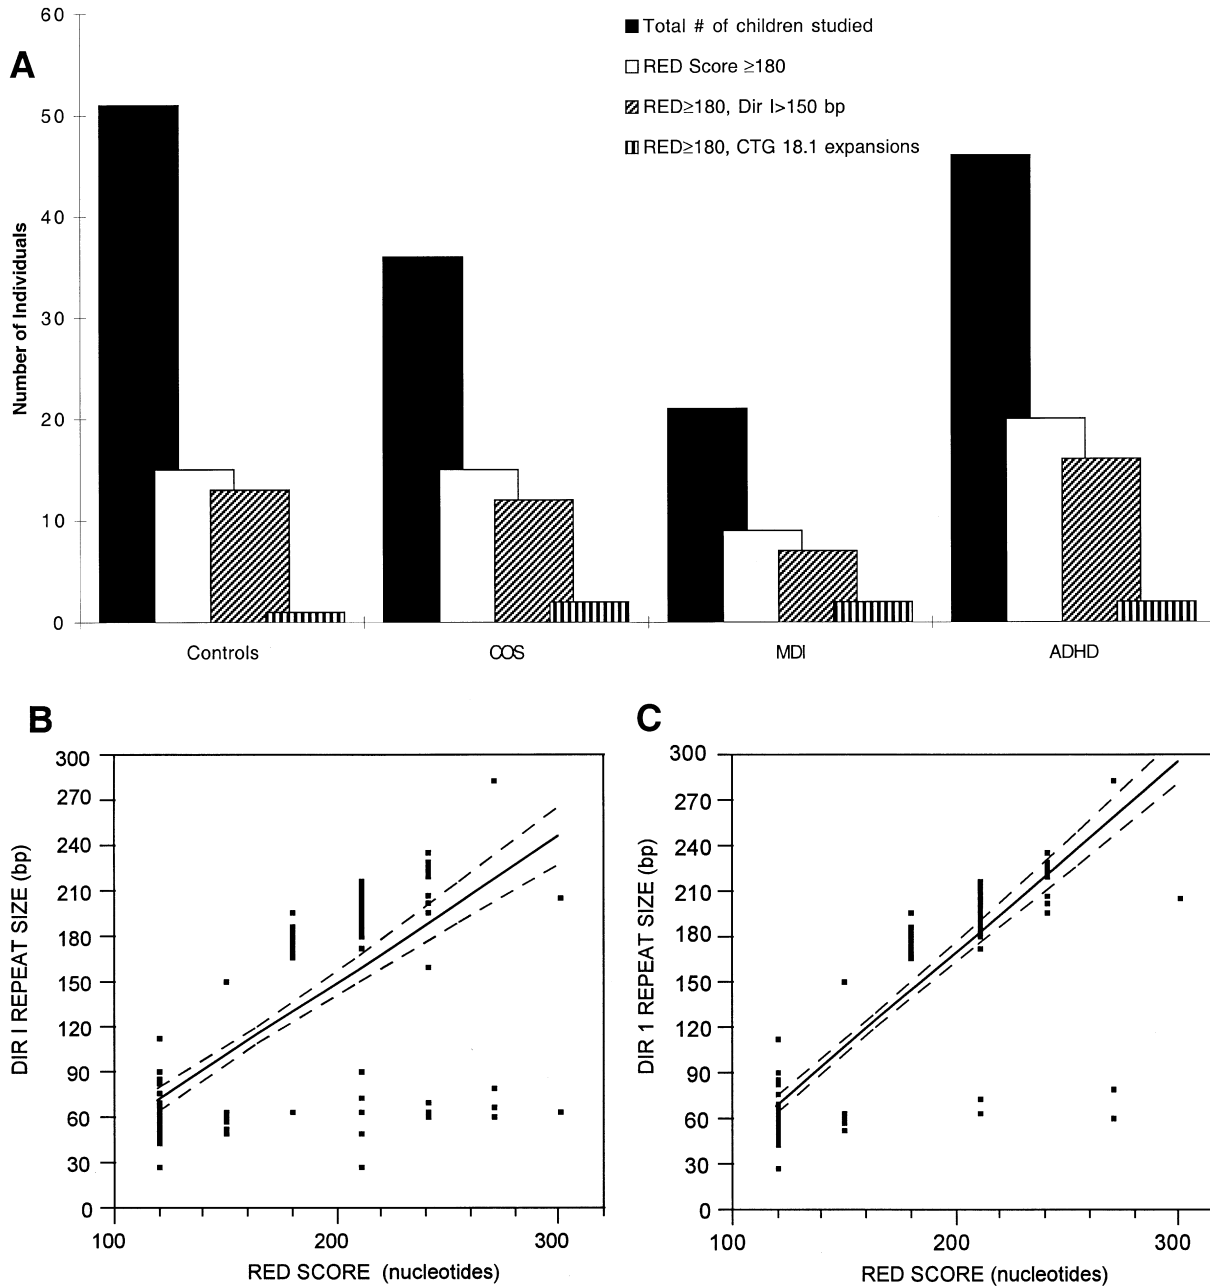 A
60
50
40
30
20
10
0
Number of Individuals
Total # of children studied
RED Score ≥180
RED≥180, Dir I>150 bp
RED≥180, CTG 18.1 expansions
Controls
COS
MDI
ADHD
B
300
270
240
210
180
150
120
90
60
30
0
DIR I REPEAT SIZE (bp)
100
200
300
RED SCORE (nucleotides)
C
300
270
240
210
180
150
120
90
60
30
0
DIR 1 REPEAT SIZE (bp)
100
200
300
RED SCORE (nucleotides)